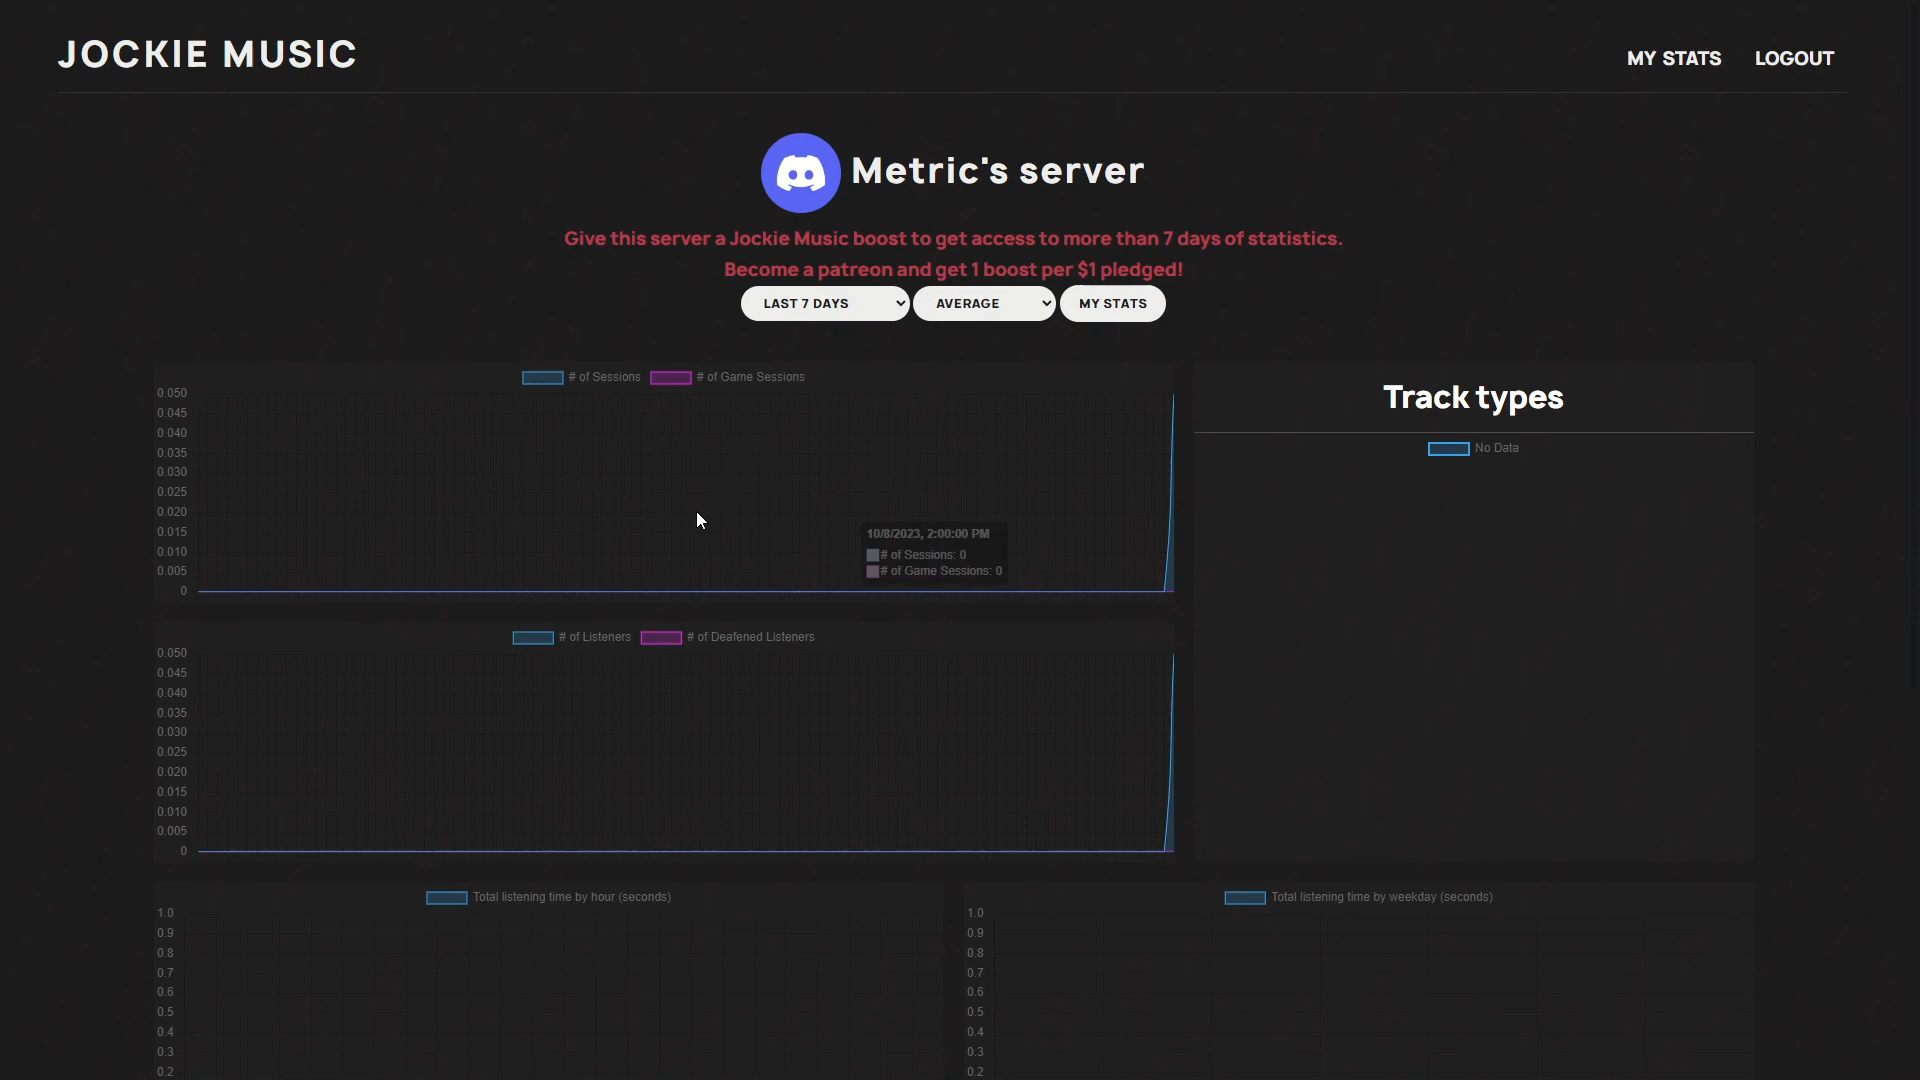 JOCKIE MUSIC
MY STATS
LOGOUT
Metric's server
Give this server a Jockie Music boost to get access to more than 7 days of statistics.
Become a patreon and get 1 boost per $1 pledged!
LAST 7 DAYS
AVERAGE
MY STATS
# of Sessions
# of Game Sessions
0.050
0.045
0.040
0.035
0.030
0.025
0.020
0.015
0.010
0.005
0
10/8/2023, 2:00:00 PM
# of Sessions: 0
# of Game Sessions: 0
Track types
No Data
# of Listeners
# of Deafened Listeners
0.050
0.045
0.040
0.035
0.030
0.025
0.020
0.015
0.010
0.005
0
Total listening time by hour (seconds)
1.0
0.9
0.8
0.7
0.6
0.5
0.4
0.3
0.2
Total listening time by weekday (seconds)
1.0
0.9
0.8
0.7
0.6
0.5
0.4
0.3
0.2